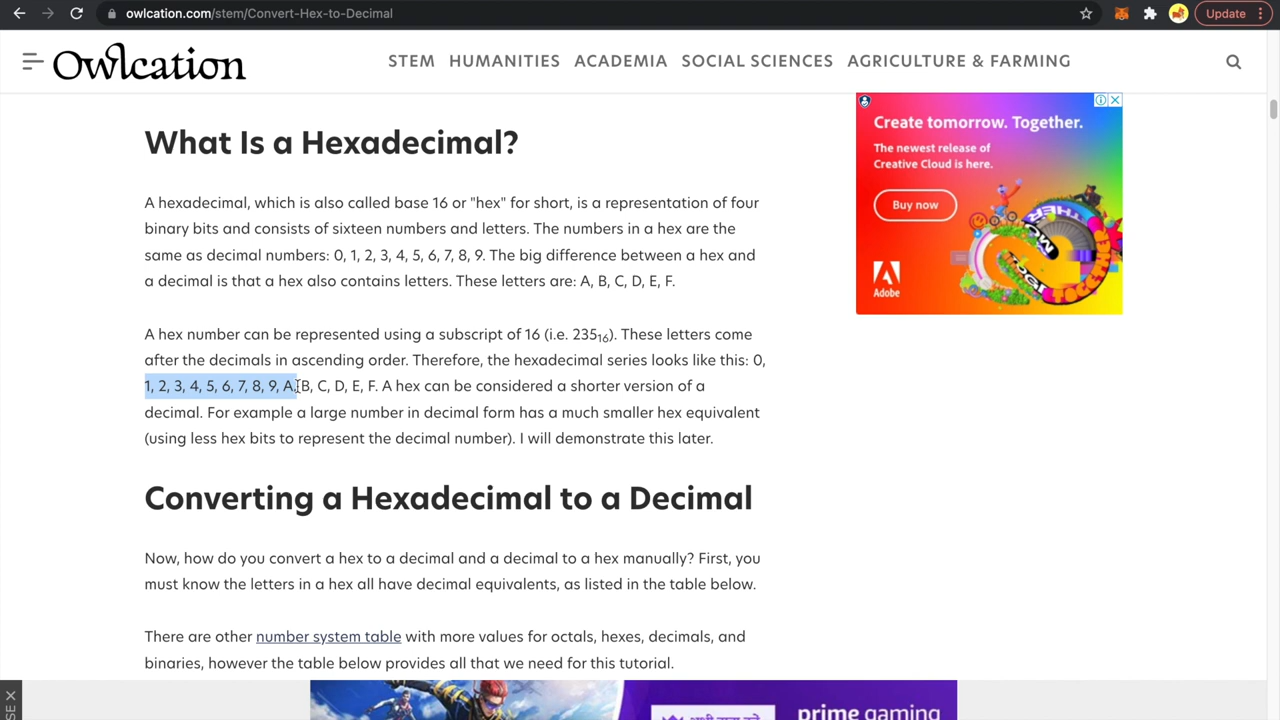 owlcation.com/stem/Convert-Hex-to-Decimal
Update
Owlcation
STEM HUMANITIES ACADEMIA SOCIAL SCIENCES AGRICULTURE & FARMING
What Is a Hexadecimal?
A hexadecimal, which is also called base 16 or "hex" for short, is a representation of four
binary bits and consists of sixteen numbers and letters. The numbers in a hex are the
same as decimal numbers: 0, 1, 2, 3, 4, 5, 6, 7, 8, 9. The big difference between a hex and
a decimal is that a hex also contains letters. These letters are: A, B, C, D, E, F.
A hex number can be represented using a subscript of 16 (i.e. 235₁₆). These letters come
after the decimals in ascending order. Therefore, the hexadecimal series looks like this: 0,
1, 2, 3, 4, 5, 6, 7, 8, 9, A, B, C, D, E, F. A hex can be considered a shorter version of a
decimal. For example a large number in decimal form has a much smaller hex equivalent
(using less hex bits to represent the decimal number). I will demonstrate this later.
Converting a Hexadecimal to a Decimal
Now, how do you convert a hex to a decimal and a decimal to a hex manually? First, you
must know the letters in a hex all have decimal equivalents, as listed in the table below.
There are other number system table with more values for octals, hexes, decimals, and
binaries, however the table below provides all that we need for this tutorial.
Create tomorrow. Together.
The newest release of
Creative Cloud is here.
Buy now
Adobe
prime gaming